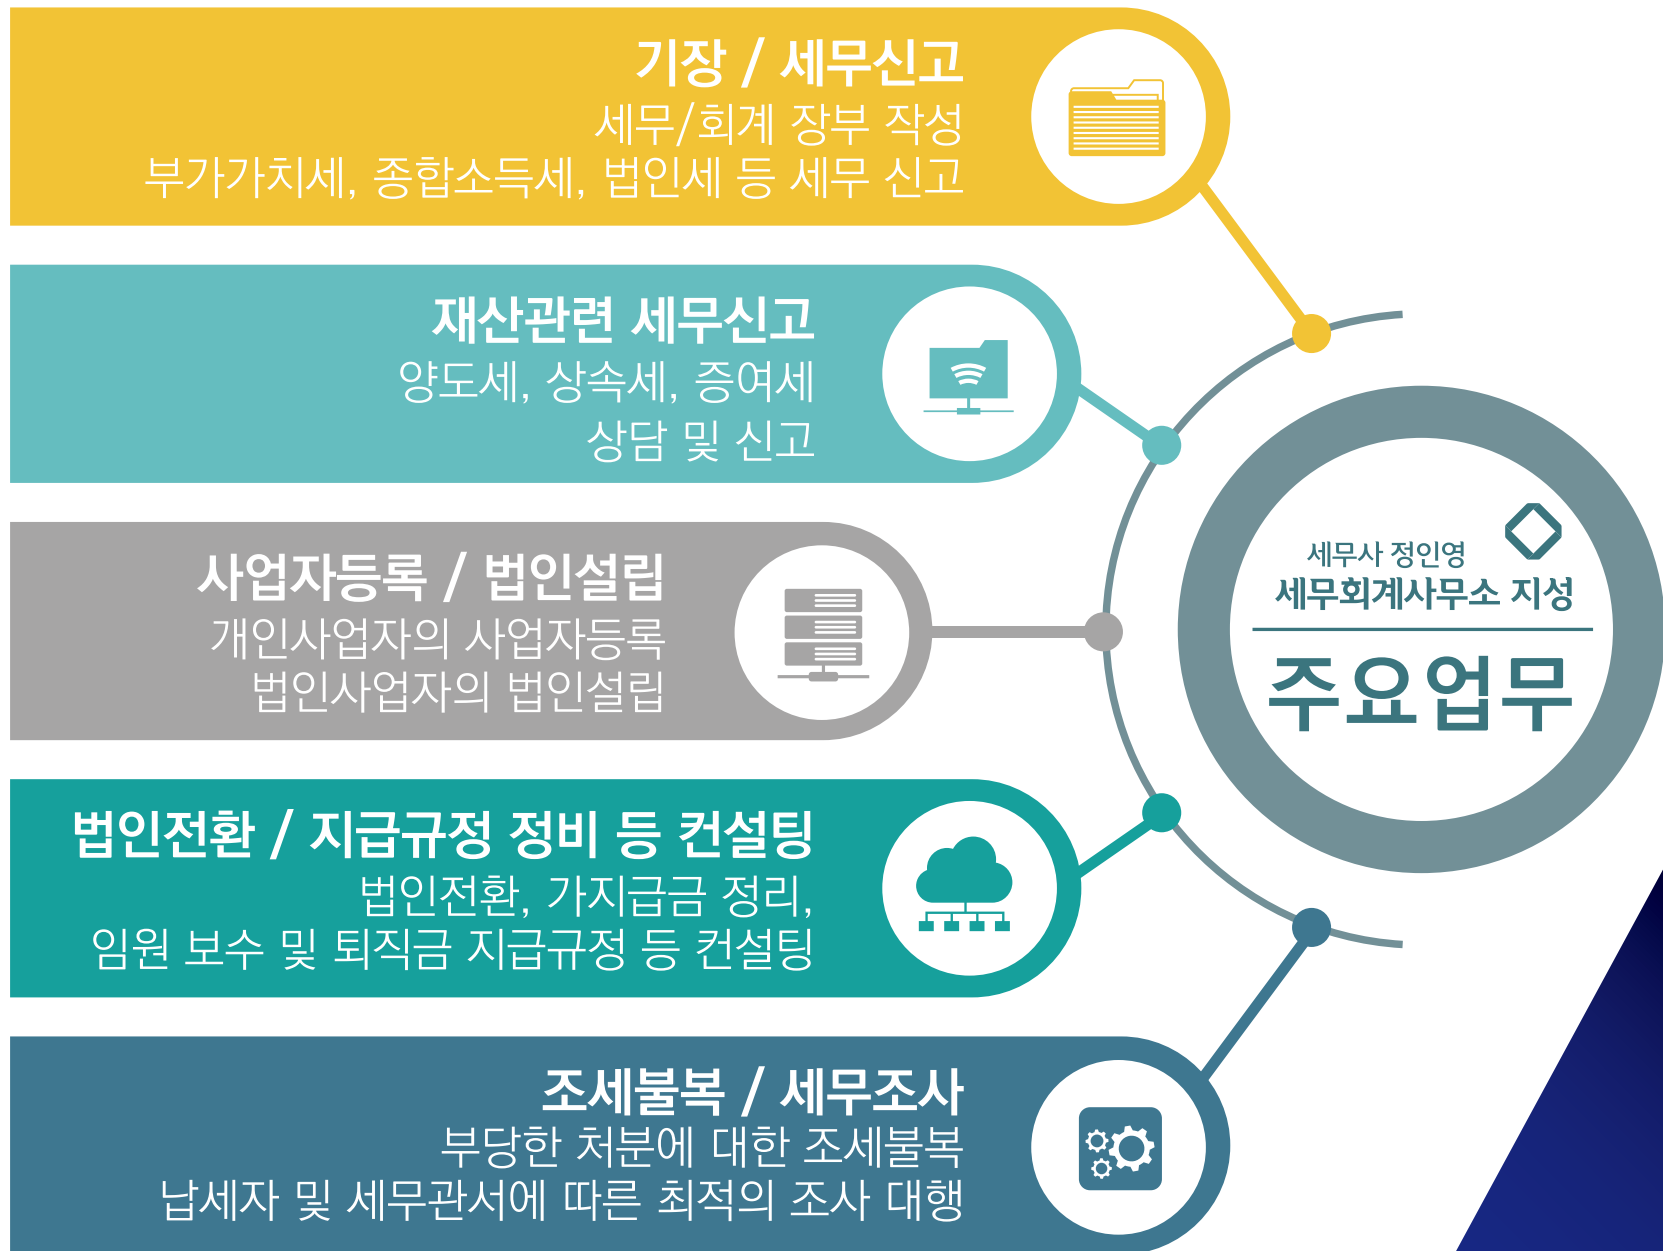 기장 / 세무신고
세무/회계 장부 작성
부가가치세, 종합소득세, 법인세 등 세무 신고
재산관련 세무신고
양도세, 상속세, 증여세
상담 및 신고
사업자등록 / 법인설립
개인사업자의 사업자등록
법인사업자의 법인설립
법인전환 / 지급규정 정비 등 컨설팅
법인전환, 가지급금 정리,
임원 보수 및 퇴직금 지급규정 등 컨설팅
조세불복 / 세무조사
부당한 처분에 대한 조세불복
납세자 및 세무관서에 따른 최적의 조사 대행
세무사 정인영
세무회계사무소 지성
주요업무